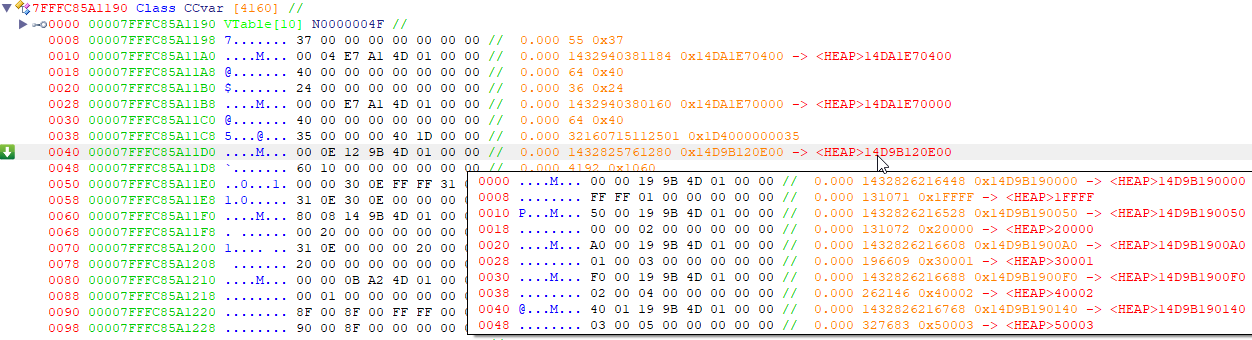 7FFFC85A1190 Class CCvar [4160] //
0000 00007FFFC85A1190 VTable[10] N0000004F //
0008 00007FFFC85A1198 7....... 37 00 00 00 00 00 00 00 // 0.000 55 0x37
0010 00007FFFC85A11A0 ....M... 00 04 E7 A1 4D 01 00 00 // 0.000 1432940381184 0x14DA1E70400 -> <HEAP>14DA1E70400
0018 00007FFFC85A11A8 @....... 40 00 00 00 00 00 00 00 // 0.000 64 0x40
0020 00007FFFC85A11B0 $....... 24 00 00 00 00 00 00 00 // 0.000 36 0x24
0028 00007FFFC85A11B8 ....M... 00 00 E7 A1 4D 01 00 00 // 0.000 1432940380160 0x14DA1E70000 -> <HEAP>14DA1E70000
0030 00007FFFC85A11C0 @....... 40 00 00 00 00 00 00 00 // 0.000 64 0x40
0038 00007FFFC85A11C8 5...@... 35 00 00 00 40 1D 00 00 // 0.000 32160715112501 0x1D4000000035
0040 00007FFFC85A11D0 ....M... 00 0E 12 9B 4D 01 00 00 // 0.000 1432825761280 0x14D9B120E00 -> <HEAP>14D9B120E00
0048 00007FFFC85A11D8 `....... 60 10 00 00 00 00 00 00 // 0.000 4192 0x1060
0050 00007FFFC85A11E0 ..0...1. 00 00 30 0E FF FF 31 0
0058 00007FFFC85A11E8 1.0..... 31 0E 30 0E 00 00 00 0
0060 00007FFFC85A11F0 ....M... 80 08 14 9B 4D 01 00 0
0068 00007FFFC85A11F8 . ...... 00 20 00 00 00 00 00 0
0070 00007FFFC85A1200 1.... .. 31 0E 00 00 00 20 00 0
0078 00007FFFC85A1208  ....... 20 00 00 00 00 00 00 0
0080 00007FFFC85A1210 ....M... 00 00 0B A2 4D 01 00 0
0088 00007FFFC85A1218 ........ 00 01 00 00 00 00 00 0
0090 00007FFFC85A1220 ........ 8F 00 8F 00 FF FF 00 0
0098 00007FFFC85A1228 ........ 90 00 8F 00 00 00 00 0
0000 ....M... 00 00 19 9B 4D 01 00 00 // 0.000 1432826216448 0x14D9B190000 -> <HEAP>14D9B190000
0008 ........ FF FF 01 00 00 00 00 00 // 0.000 131071 0x1FFFF -> <HEAP>1FFFF
0010 P...M... 50 00 19 9B 4D 01 00 00 // 0.000 1432826216528 0x14D9B190050 -> <HEAP>14D9B190050
0018 ........ 00 00 02 00 00 00 00 00 // 0.000 131072 0x20000 -> <HEAP>20000
0020 ....M... A0 00 19 9B 4D 01 00 00 // 0.000 1432826216608 0x14D9B1900A0 -> <HEAP>14D9B1900A0
0028 ........ 01 00 03 00 00 00 00 00 // 0.000 196609 0x30001 -> <HEAP>30001
0030 ....M... F0 00 19 9B 4D 01 00 00 // 0.000 1432826216688 0x14D9B1900F0 -> <HEAP>14D9B1900F0
0038 ........ 02 00 04 00 00 00 00 00 // 0.000 262146 0x40002 -> <HEAP>40002
0040 @...M... 40 01 19 9B 4D 01 00 00 // 0.000 1432826216768 0x14D9B190140 -> <HEAP>14D9B190140
0048 ........ 03 00 05 00 00 00 00 00 // 0.000 327683 0x50003 -> <HEAP>50003